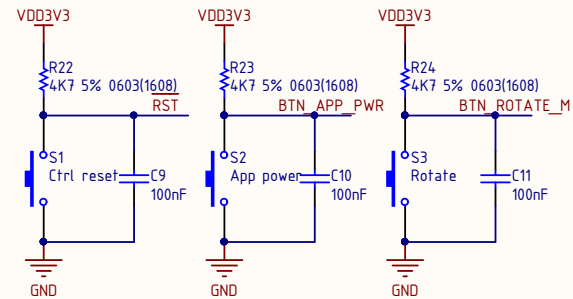 VDD3V3
VDD3V3
VDD3V3
R22
4K7 5% 0603(1608)
R23
4K7 5% 0603(1608)
R24
4K7 5% 0603(1608)
RST
BTN_APP_PWR
BTN_ROTATE_M
S1
Ctrl reset
C9
100nF
S2
App power
C10
100nF
S3
Rotate
C11
100nF
GND
GND
GND